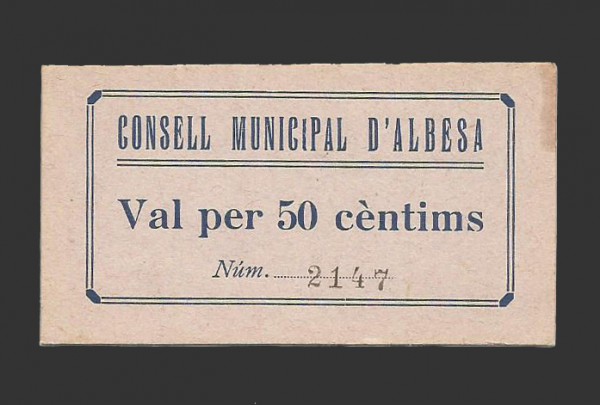 CONSELL MUNICIPAL D'ALBESA
Val per 50 cèntims
Núm. 2147